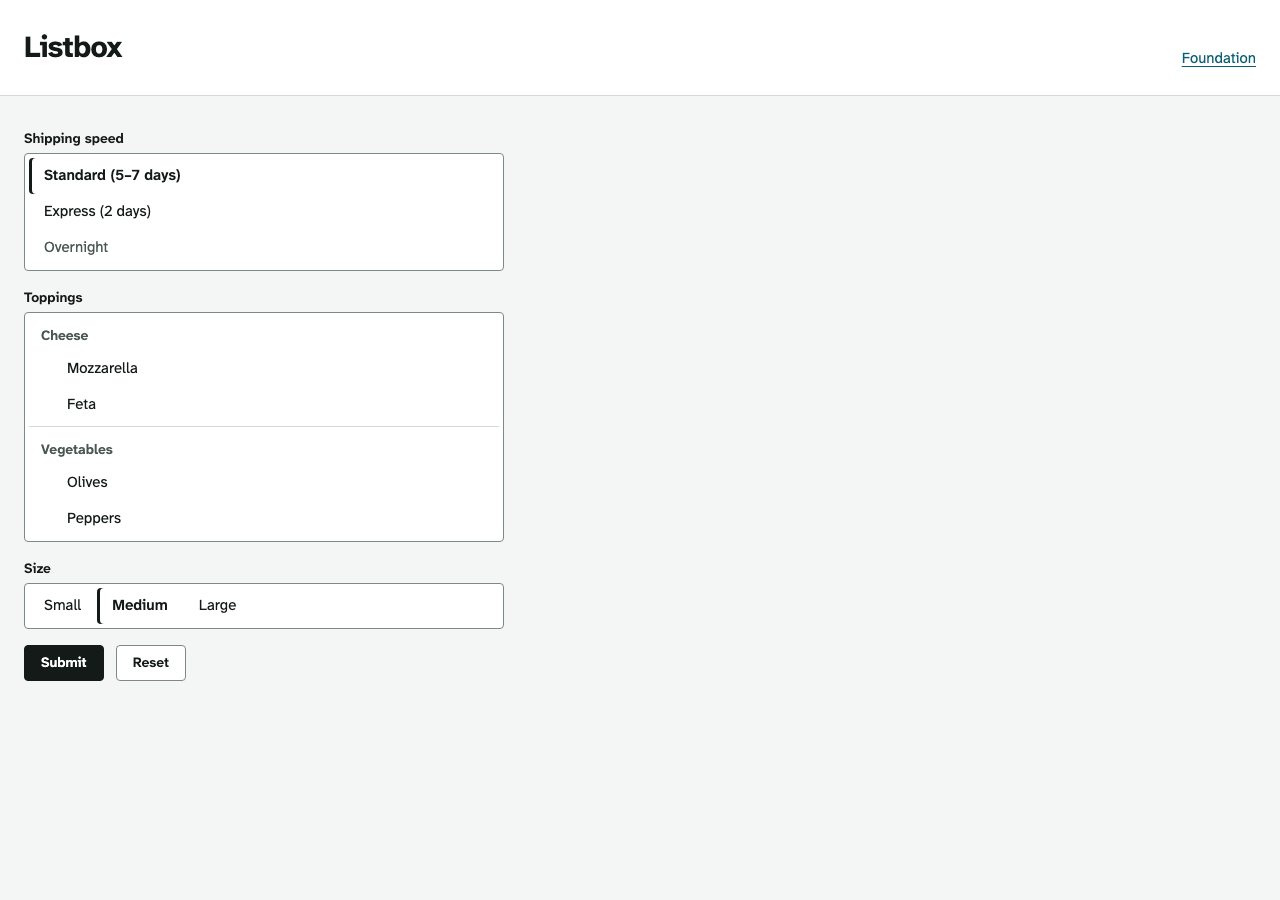 Listbox
Foundation
Shipping speed
Standard (5–7 days)
Express (2 days)
Overnight
Toppings
Cheese
Mozzarella
Feta
Vegetables
Olives
Peppers
Size
Small Medium Large
Submit Reset